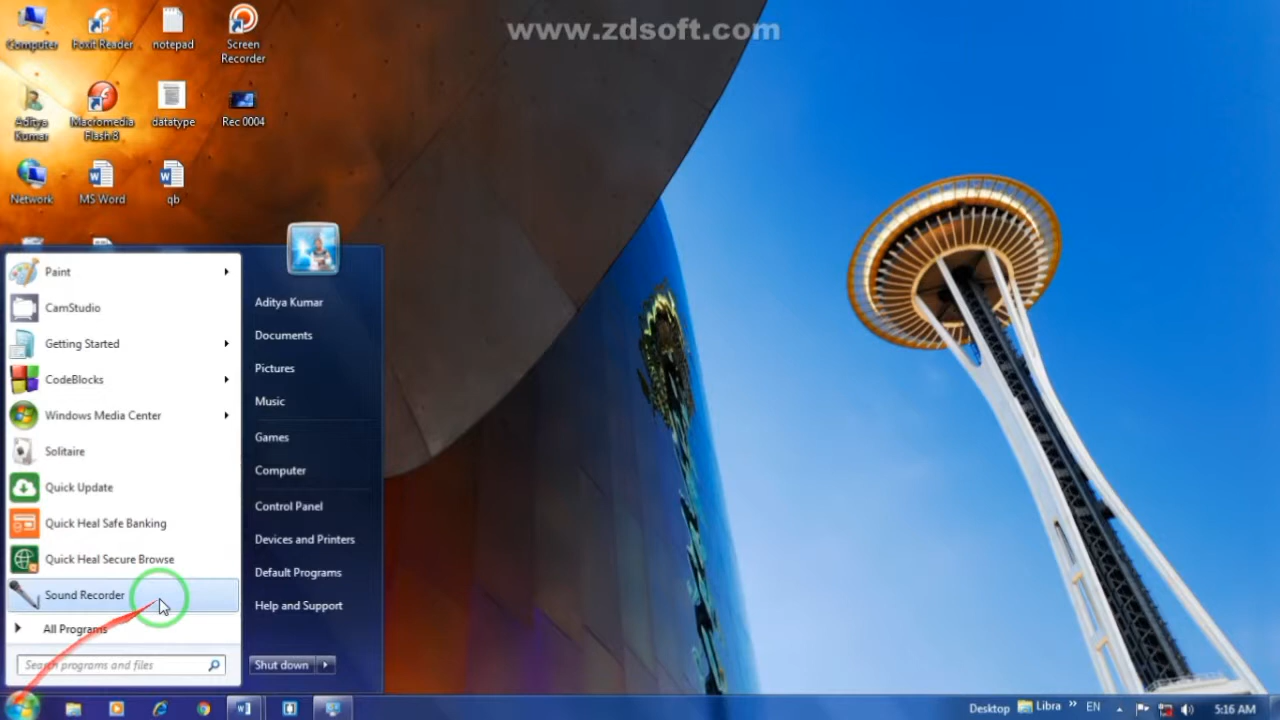 www.zdsoft.com
Computer
Foxit Reader
notepad
Screen
Recorder
Aditya
Kumar
Macromedia
Flash 8
datatype
Rec 0004
Network
MS Word
qb
Paint
CamStudio
Getting Started
CodeBlocks
Windows Media Center
Solitaire
Quick Update
Quick Heal Safe Banking
Quick Heal Secure Browse
Sound Recorder
All Programs
Search programs and files
Aditya Kumar
Documents
Pictures
Music
Games
Computer
Control Panel
Devices and Printers
Default Programs
Help and Support
Shut down
Desktop
Libra
EN
5:16 AM